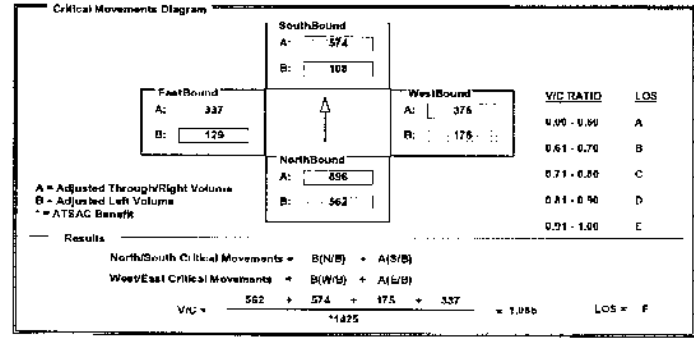 Critical Movements Diagram
SouthBound
A: 574
B: 108
EastBound
A: 337
B: 129
WestBound
A: 376
B:
NorthBound
A: 896
B: 562
V/C RATIO LOS
0.00 - 0.60 A
0.61 - 0.70 B
0.71 - 0.80 C
0.81 - 0.90 D
0.91 - 1.00 E
A = Adjusted Through/Right Volume
B = Adjusted Left Volume
* = ATSAC Benefit
Results
North/South Critical Movements = B(N/B) + A(S/B)
West/East Critical Movements = B(W/B) + A(E/B)
V/C = 562 + 574 + 175 + 337
*1425
= LOS = F